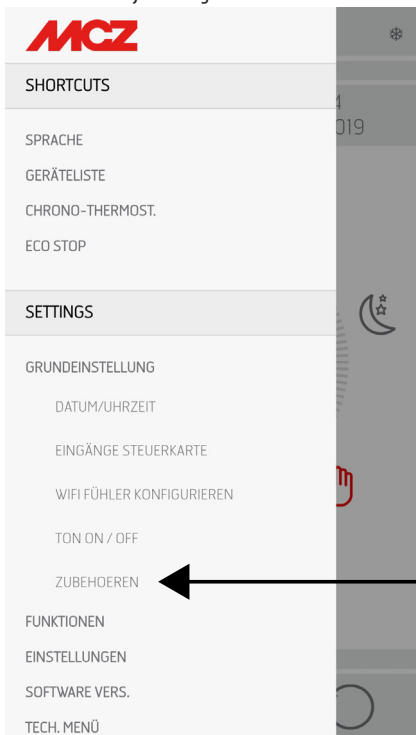 MCZ
SHORTCUTS
SPRACHE
GERÄTELISTE
CHRONO-THERMOST.
ECO STOP
SETTINGS
GRUNDEINSTELLUNG
DATUM/UHRZEIT
EINGÄNGE STEUERKARTE
WIFI FÜHLER KONFIGURIEREN
TON ON / OFF
ZUBEHOEREN
FUNKTIONEN
EINSTELLUNGEN
SOFTWARE VERS.
TECH. MENÜ